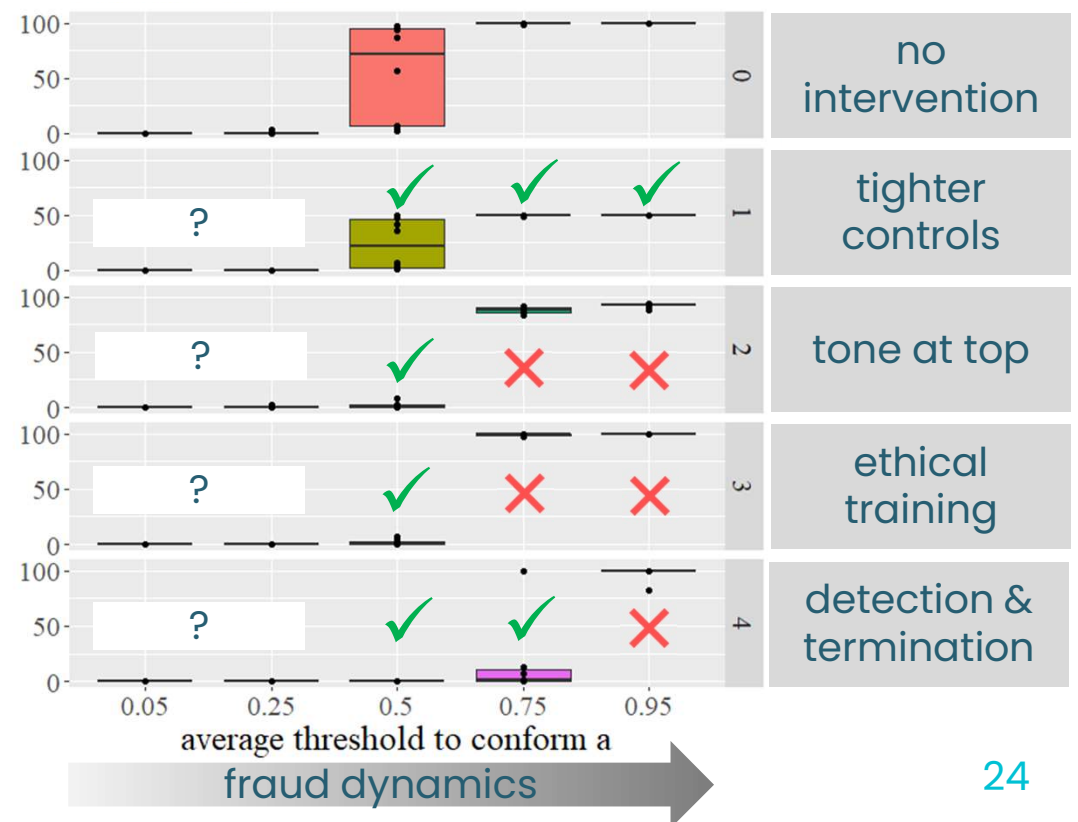 100
50
0
0
no
intervention
100
50
0
?
1
tighter
controls
100
50
0
?
2
tone at top
100
50
0
?
3
ethical
training
100
50
0
?
4
detection &
termination
0.05 0.25 0.5 0.75 0.95
average threshold to conform a
fraud dynamics
24